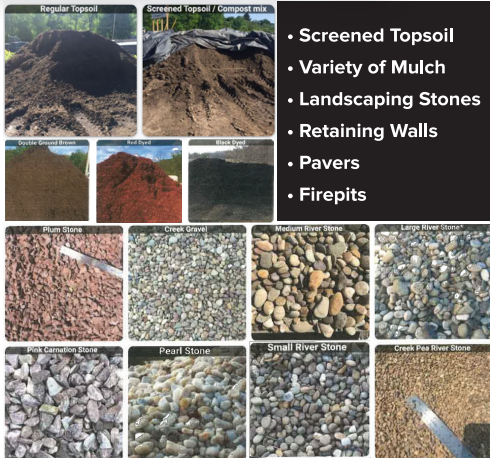 Regular Topsoil
Screened Topsoil / Compost mix
• Screened Topsoil
• Variety of Mulch
• Landscaping Stones
• Retaining Walls
• Pavers
• Firepits
Double Ground Brown
Red Dyed
Black Dyed
Plum Stone
Creek Gravel
Medium River Stone
Large River Stone*
Pink Carnation Stone
Pearl Stone
Small River Stone
Creek Pea River Stone